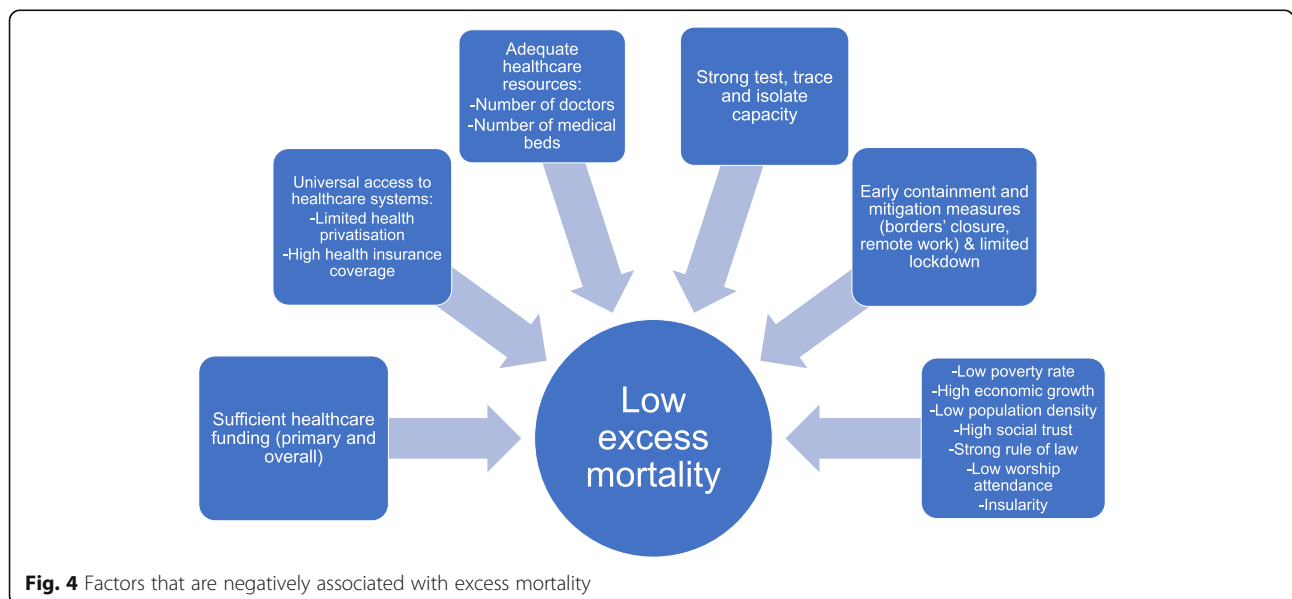 Adequate
healthcare
resources:
-Number of doctors
-Number of medical
beds
Strong test, trace
and isolate
capacity
Universal access to
healthcare systems:
-Limited health
privatisation
-High health insurance
coverage
Early containment and
mitigation measures
(borders’ closure,
remote work) & limited
lockdown
Sufficient healthcare
funding (primary and
overall)
Low
excess
mortality
-Low poverty rate
-High economic growth
-Low population density
-High social trust
-Strong rule of law
-Low worship
attendance
-Insularity
Fig. 4 Factors that are negatively associated with excess mortality